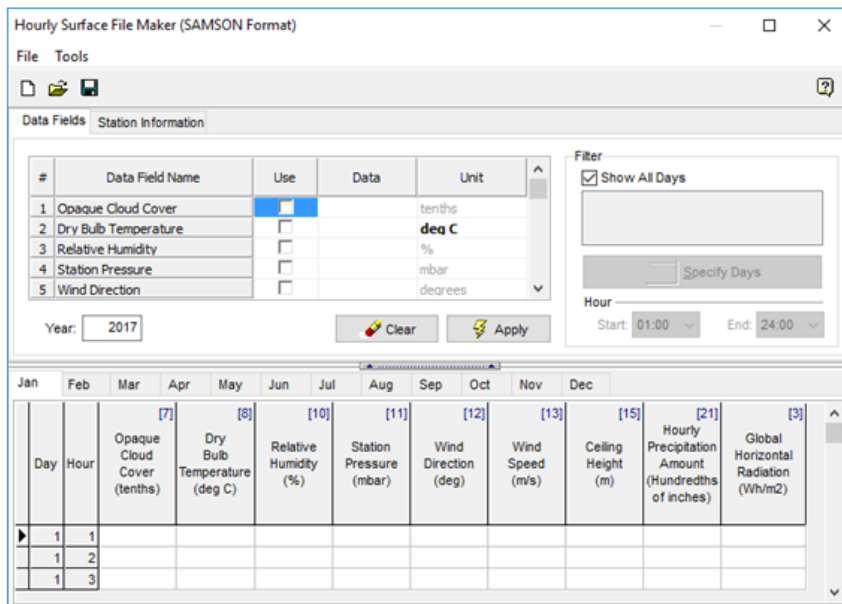 Hourly Surface File Maker (SAMSON Format)
File Tools
Data Fields Station Information
# Data Field Name Use Data Unit
1 Opaque Cloud Cover tenths
2 Dry Bulb Temperature deg C
3 Relative Humidity %
4 Station Pressure mbar
5 Wind Direction degrees
Year: 2017
Clear Apply
Filter
Show All Days
Specify Days
Hour
Start: 01:00 End: 24:00
Jan Feb Mar Apr May Jun Jul Aug Sep Oct Nov Dec
Day
Hour
[7]
Opaque
Cloud
Cover
(tenths)
[8]
Dry
Bulb
Temperature
(deg C)
[10]
Relative
Humidity
(%)
[11]
Station
Pressure
(mbar)
[12]
Wind
Direction
(deg)
[13]
Wind
Speed
(m/s)
[15]
Ceiling
Height
(m)
[21]
Hourly
Precipitation
Amount
(Hundredths
of inches)
[3]
Global
Horizontal
Radiation
(Wh/m2)
1 1
1 2
1 3